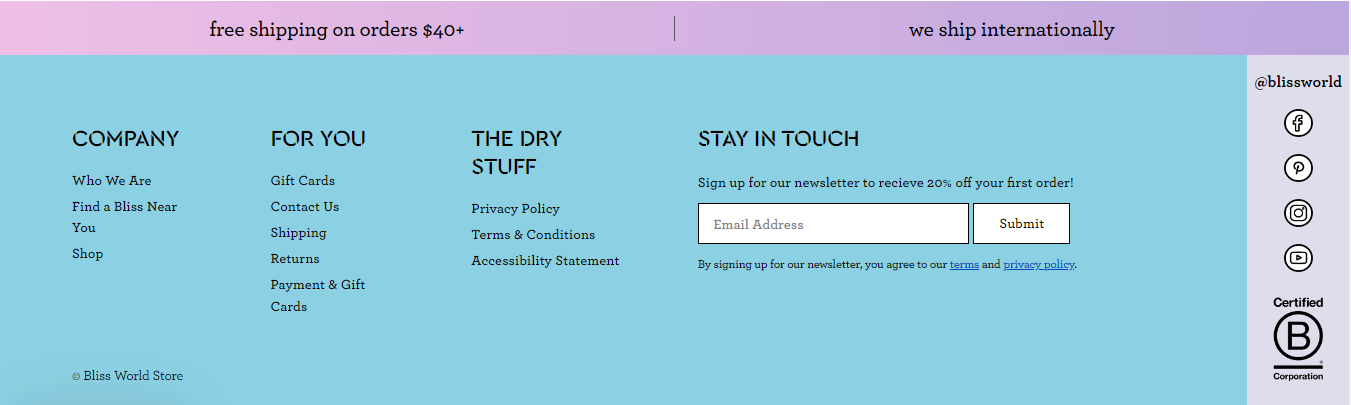 free shipping on orders $40+
we ship internationally
@blissworld
COMPANY
Who We Are
Find a Bliss Near
You
Shop
FOR YOU
Gift Cards
Contact Us
Shipping
Returns
Payment & Gift
Cards
THE DRY
STUFF
Privacy Policy
Terms & Conditions
Accessibility Statement
STAY IN TOUCH
Sign up for our newsletter to recieve 20% off your first order!
Email Address
Submit
By signing up for our newsletter, you agree to our terms and privacy policy.
Certified
B
®
Corporation
© Bliss World Store